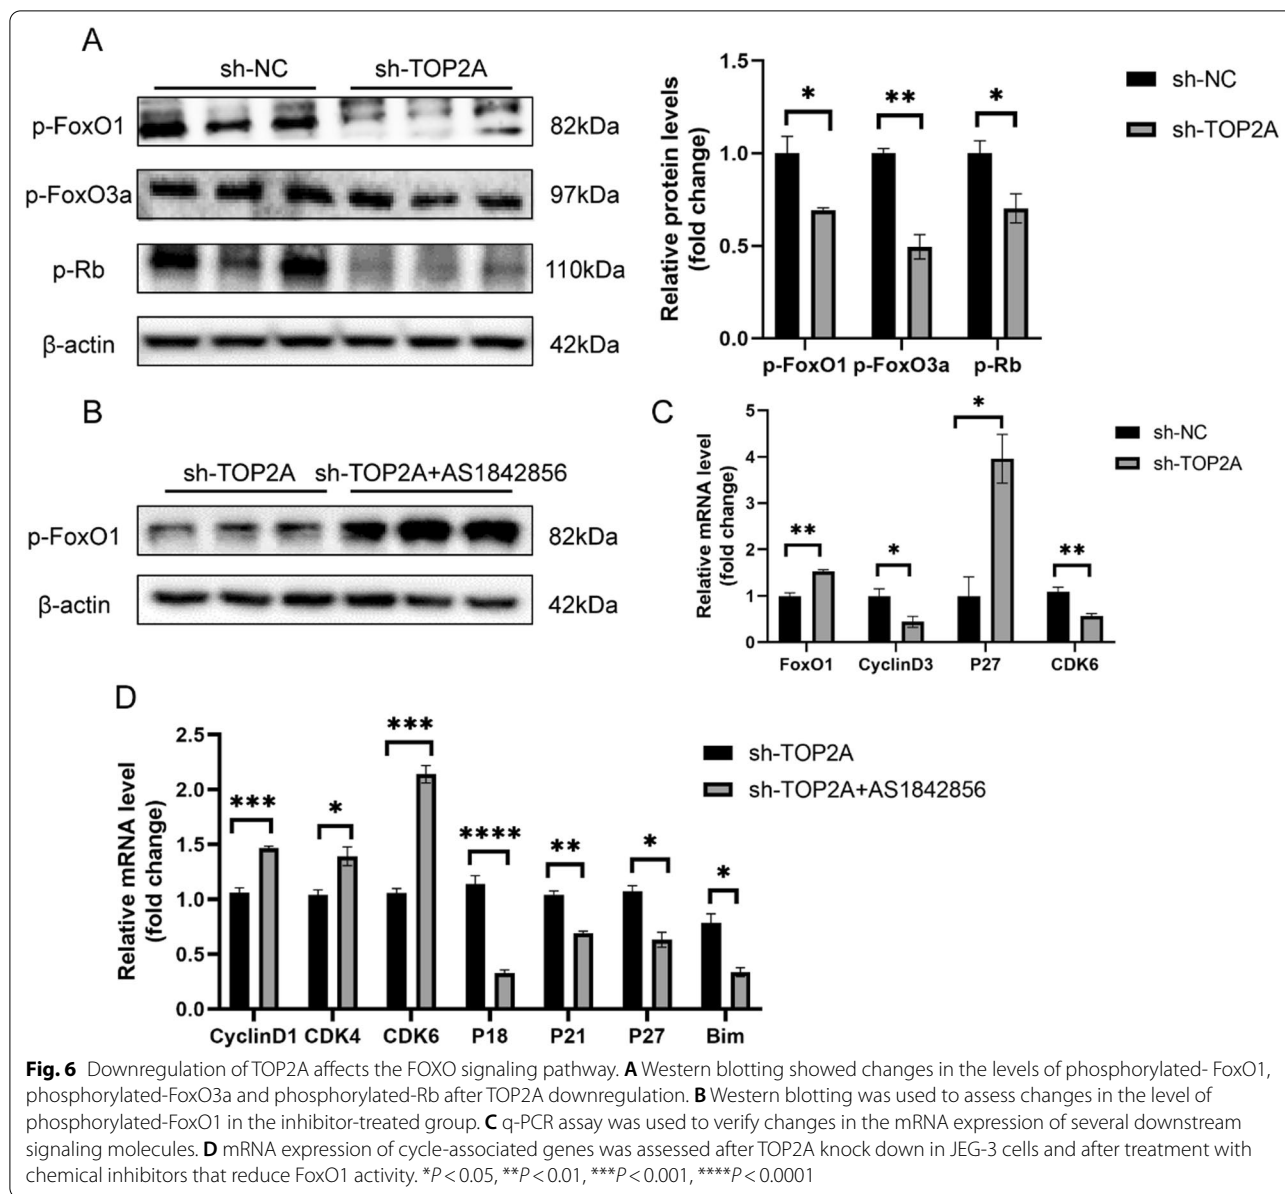 A
sh-NC sh-TOP2A
p-FoxO1 82kDa
p-FoxO3a 97kDa
p-Rb 110kDa
β-actin 42kDa
Relative protein levels
(fold change)
1.5
1.0
0.5
0.0
* ** *
p-FoxO1 p-FoxO3a p-Rb
sh-NC
sh-TOP2A
B
sh-TOP2A sh-TOP2A+AS1842856
p-FoxO1 82kDa
β-actin 42kDa
C
Relative mRNA level
(fold change)
5
4
3
2
1
0
** * * **
FoxO1 CyclinD3 P27 CDK6
sh-NC
sh-TOP2A
D
Relative mRNA level
(fold change)
2.5
2.0
1.5
1.0
0.5
0.0
*** * *** **** ** * *
CyclinD1 CDK4 CDK6 P18 P21 P27 Bim
sh-TOP2A
sh-TOP2A+AS1842856
Fig. 6 Downregulation of TOP2A affects the FOXO signaling pathway. A Western blotting showed changes in the levels of phosphorylated- FoxO1,
phosphorylated-FoxO3a and phosphorylated-Rb after TOP2A downregulation. B Western blotting was used to assess changes in the level of
phosphorylated-FoxO1 in the inhibitor-treated group. C q-PCR assay was used to verify changes in the mRNA expression of several downstream
signaling molecules. D mRNA expression of cycle-associated genes was assessed after TOP2A knock down in JEG-3 cells and after treatment with
chemical inhibitors that reduce FoxO1 activity. *P < 0.05, **P < 0.01, ***P < 0.001, ****P < 0.0001